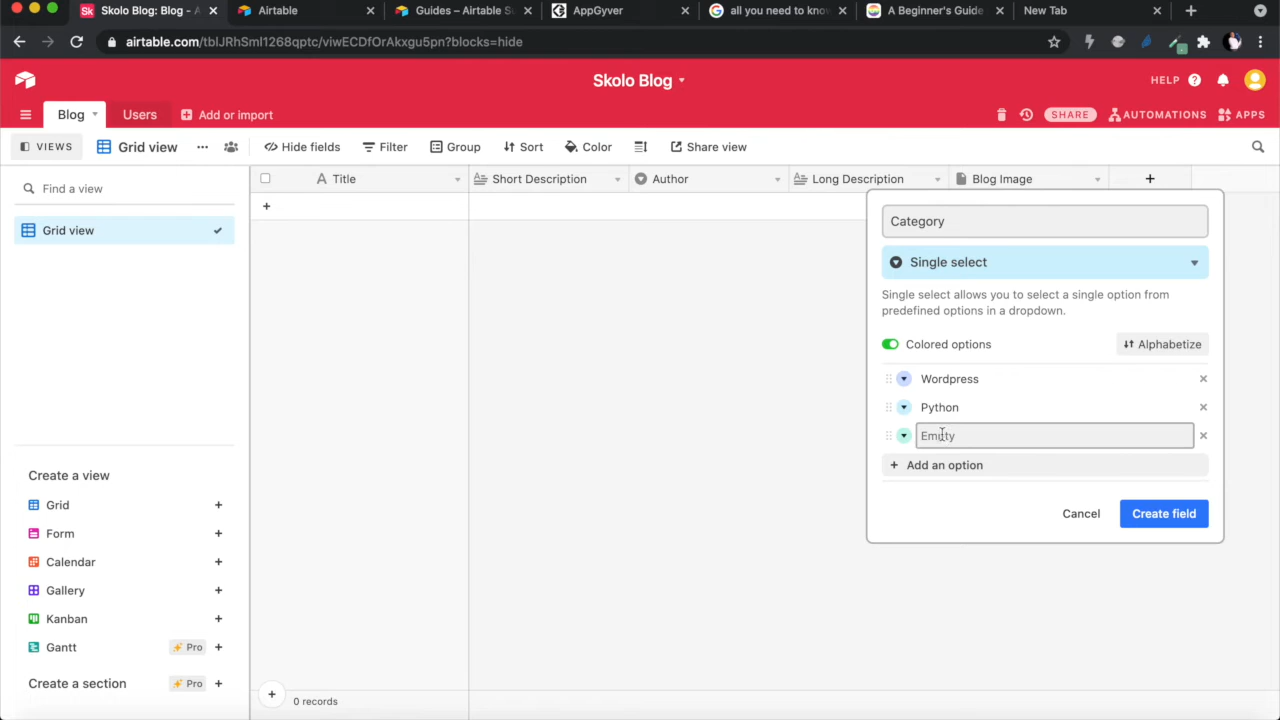 Skolo Blog: Blog - A
Airtable
Guides – Airtable S
AppGyver
all you need to know
A Beginner's Guide
New Tab
airtable.com/tblJRhSml1268qptc/viwECDfOrAkxgu5pn?blocks=hide
Skolo Blog
HELP
Blog
Users
Add or import
SHARE
AUTOMATIONS
APPS
VIEWS
Grid view
Hide fields
Filter
Group
Sort
Color
Share view
Find a view
Title
Short Description
Author
Long Description
Blog Image
Grid view
Category
Single select
Single select allows you to select a single option from
predefined options in a dropdown.
Colored options
Alphabetize
Wordpress
Python
Empty
Add an option
Cancel
Create field
Create a view
Grid
Form
Calendar
Gallery
Kanban
Gantt
Pro
Create a section
Pro
0 records